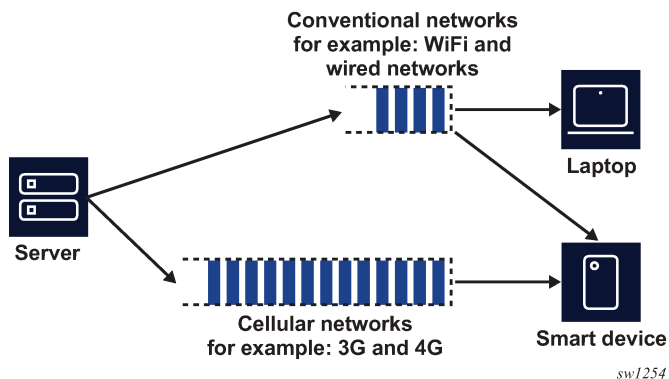 Conventional networks
for example: WiFi and
wired networks
Laptop
Server
Cellular networks
for example: 3G and 4G
Smart device
sw1254